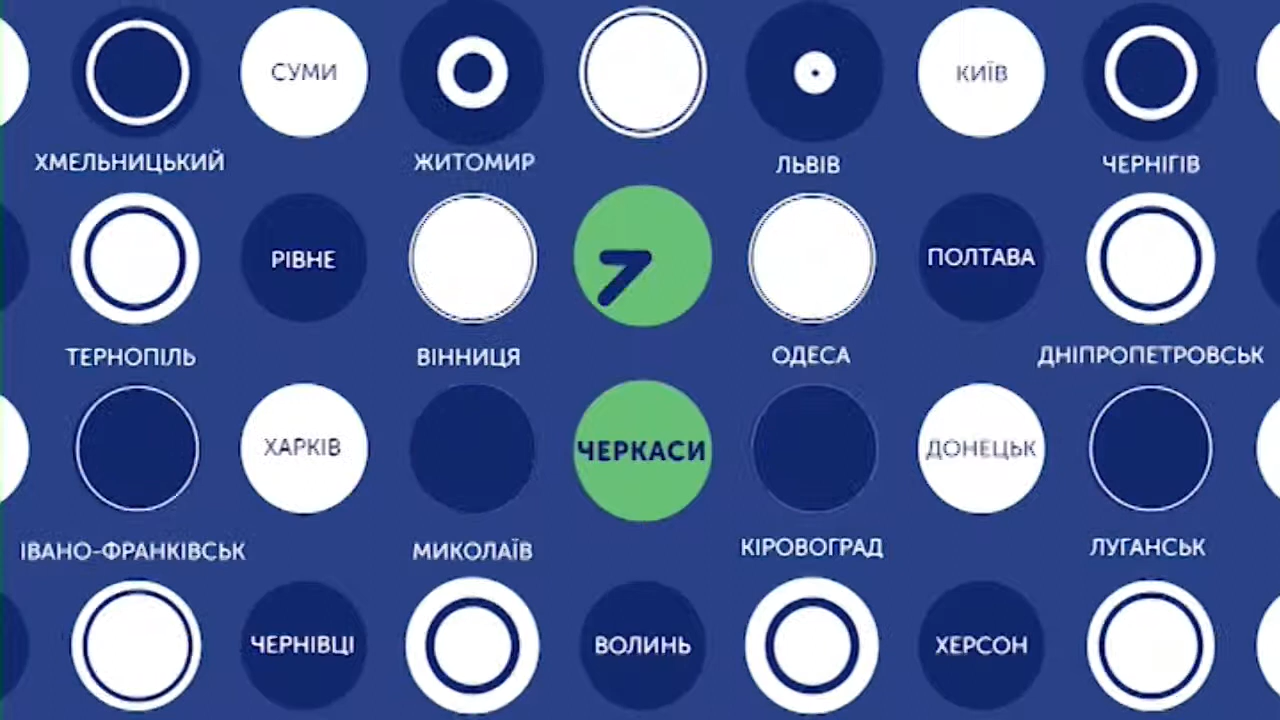 СУМИ
КИЇВ
ХМЕЛЬНИЦЬКИЙ
ЖИТОМИР
ЛЬВІВ
ЧЕРНІГІВ
РІВНЕ
ПОЛТАВА
ТЕРНОПІЛЬ
ВІННИЦЯ
ОДЕСА
ДНІПРОПЕТРОВСЬК
ХАРКІВ
ЧЕРКАСИ
ДОНЕЦЬК
ІВАНО-ФРАНКІВСЬК
МИКОЛАЇВ
КІРОВОГРАД
ЛУГАНСЬК
ЧЕРНІВЦІ
ВОЛИНЬ
ХЕРСОН